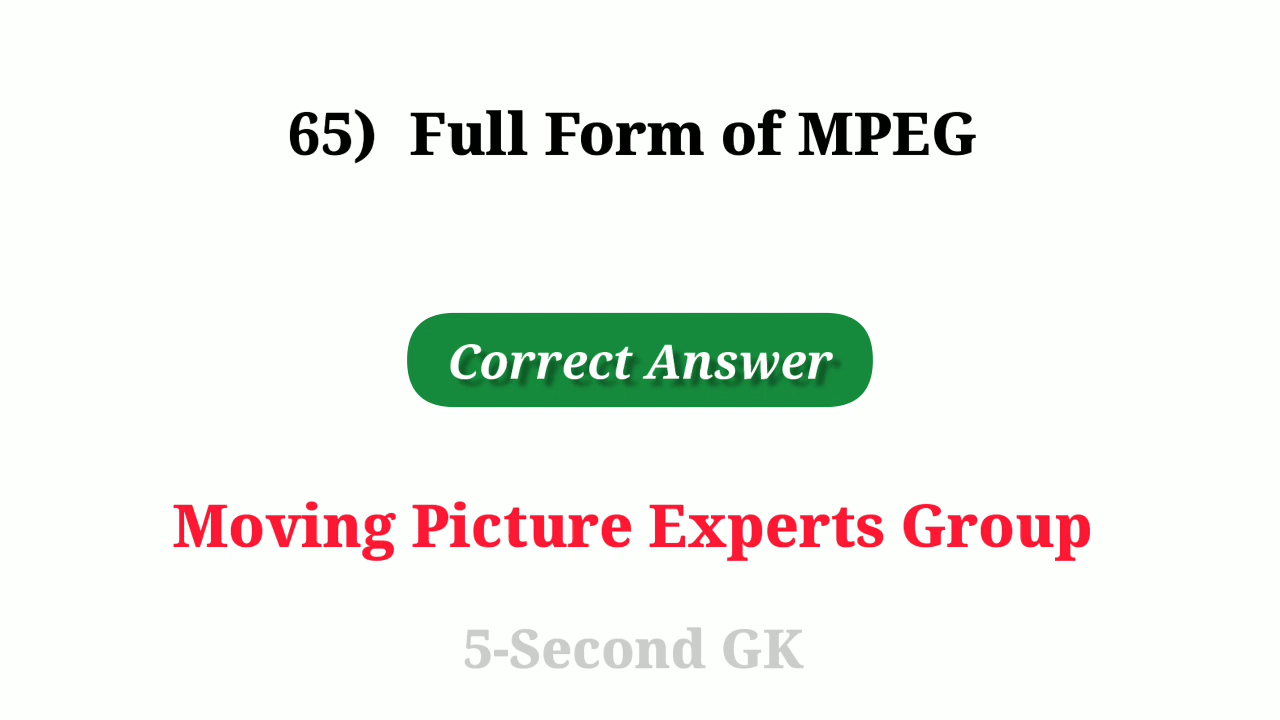 65) Full Form of MPEG
Correct Answer
Moving Picture Experts Group
5-Second GK